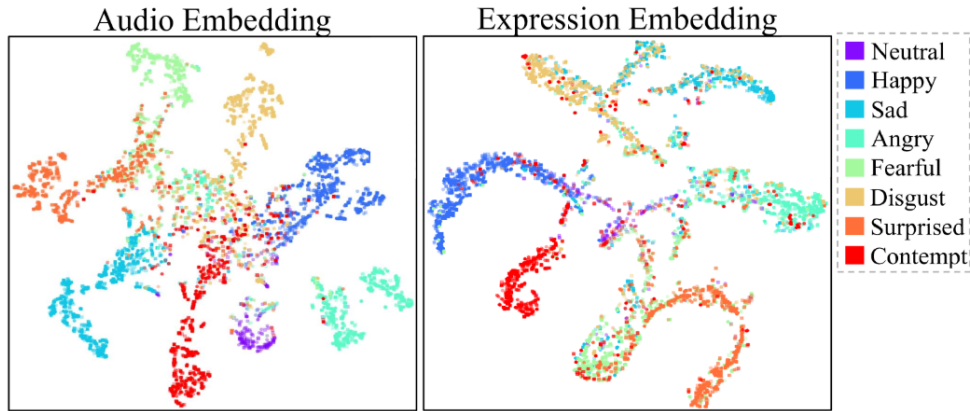 Audio Embedding
Expression Embedding
Neutral
Happy
Sad
Angry
Fearful
Disgust
Surprised
Contempt